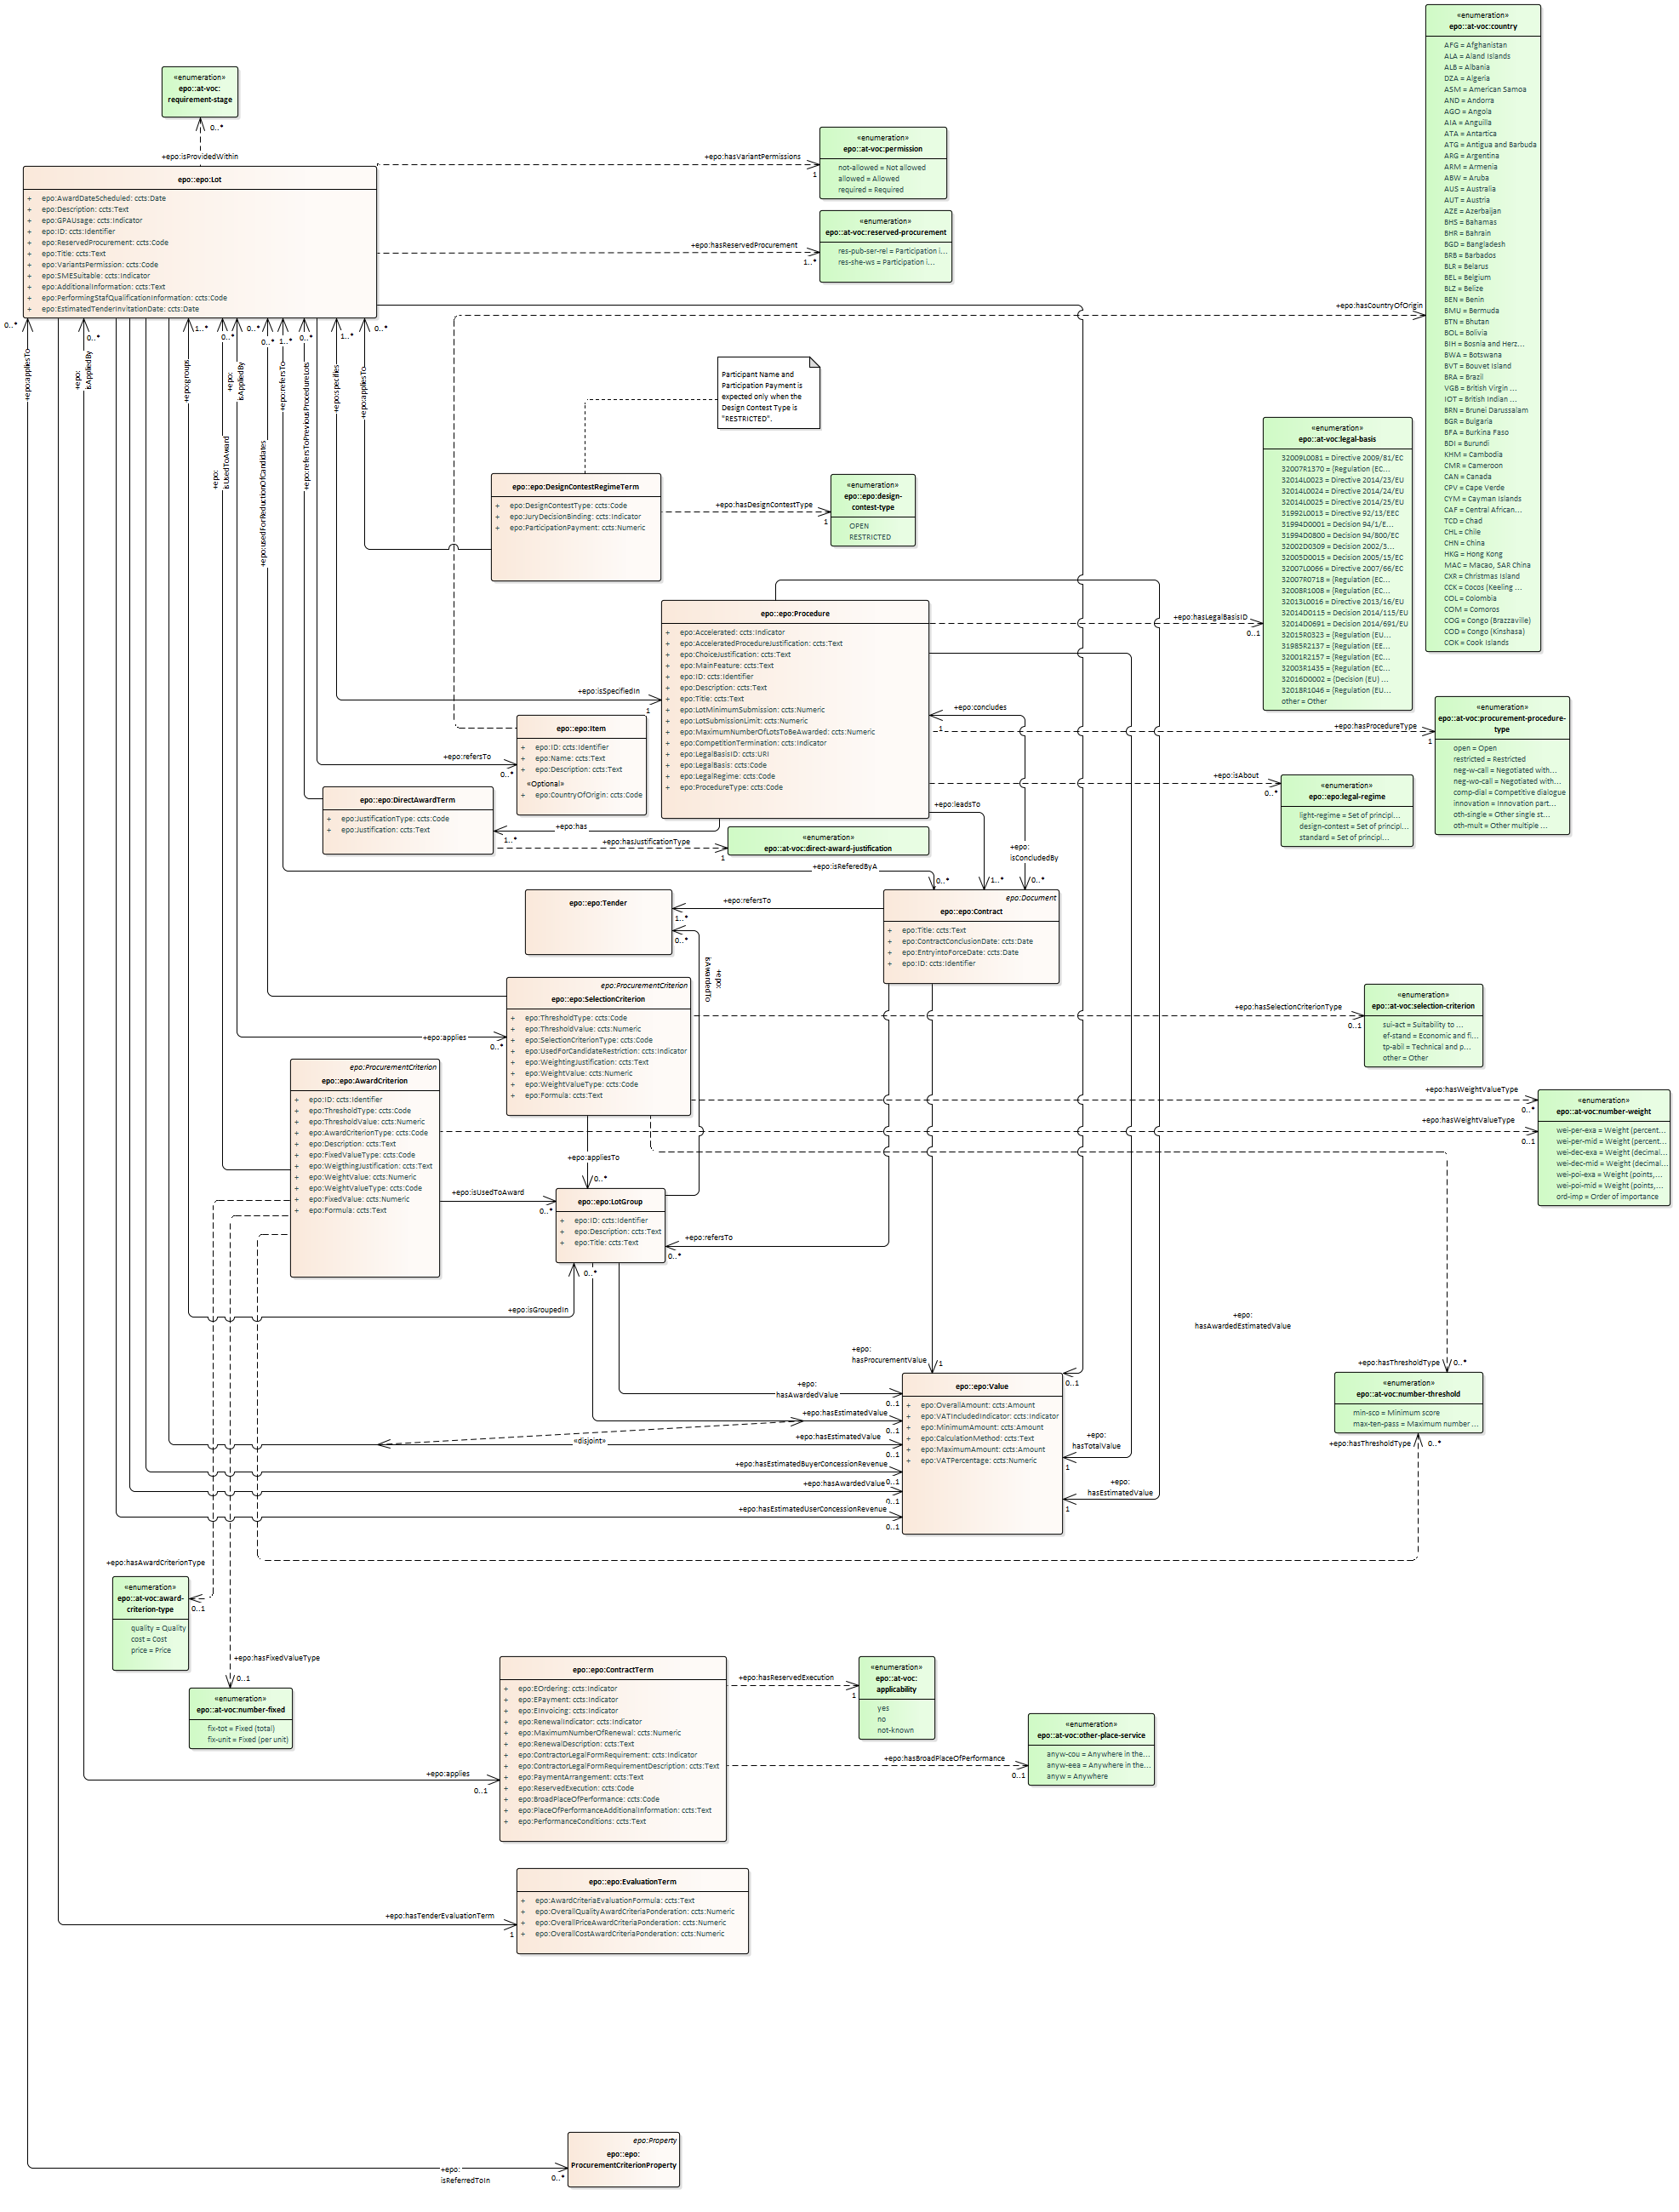 «enumeration»
epo::at-voc:country
AFG = Afghanistan
ALA = Aland Islands
ALB = Albania
DZA = Algeria
ASM = American Samoa
AND = Andorra
AGO = Angola
AIA = Anguilla
ATA = Antartica
ATG = Antigua and Barbuda
ARG = Argentina
ARM = Armenia
ABW = Aruba
AUS = Australia
AUT = Austria
AZE = Azerbaijan
BHS = Bahamas
BHR = Bahrain
BGD = Bangladesh
BRB = Barbados
BLR = Belarus
BEL = Belgium
BLZ = Belize
BEN = Benin
BMU = Bermuda
BTN = Bhutan
BOL = Bolivia
BIH = Bosnia and Herz...
BWA = Botswana
BVT = Bouvet Island
BRA = Brazil
VGB = British Virgin ...
IOT = British Indian ...
BRN = Brunei Darussalam
BGR = Bulgaria
BFA = Burkina Faso
BDI = Burundi
KHM = Cambodia
CMR = Cameroon
CAN = Canada
CPV = Cape Verde
CYM = Cayman Islands
CAF = Central African...
TCD = Chad
CHL = Chile
CHN = China
HKG = Hong Kong
MAC = Macao, SAR China
CXR = Christmas Island
CCK = Cocos (Keeling ...
COL = Colombia
COM = Comoros
COG = Congo (Brazzaville)
COD = Congo (Kinshasa)
COK = Cook Islands
«enumeration»
epo::at-voc:
requirement-stage
0..*
+epo:isProvidedWithin
epo::epo:Lot
+ epo:AwardDateScheduled: ccts:Date
+ epo:Description: ccts:Text
+ epo:GPAUsage: ccts:Indicator
+ epo:ID: ccts:Identifier
+ epo:ReservedProcurement: ccts:Code
+ epo:Title: ccts:Text
+ epo:VariantsPermission: ccts:Code
+ epo:SMESuitable: ccts:Indicator
+ epo:AdditionalInformation: ccts:Text
+ epo:PerformingStafQualificationInformation: ccts:Code
+ epo:EstimatedTenderInvitationDate: ccts:Date
+epo:hasVariantPermissions
1
«enumeration»
epo::at-voc:permission
not-allowed = Not allowed
allowed = Allowed
required = Required
+epo:hasReservedProcurement
1..*
«enumeration»
epo::at-voc:reserved-procurement
res-pub-ser-rel = Participation i...
res-she-ws = Participation i...
+epo:hasCountryOfOrigin
0..*
0..*
1..*
0..*
0..*
0..*
1..*
0..*
1..*
0..*
+epo:appliesTo
+epo:
isAppliedBy
+epo:groups
+epo:
isUsedToAward
+epo:
isAppliedBy
+epo:usedForReductionOfCandidates
+epo:refersTo
+epo:refersToPreviousProcedureLots
+epo:specifies
+epo:appliesTo
Participant Name and
Participation Payment is
expected only when the
Design Contest Type is
"RESTRICTED".
epo::epo:DesignContestRegimeTerm
+ epo:DesignContestType: ccts:Code
+ epo:JuryDecisionBinding: ccts:Indicator
+ epo:ParticipationPayment: ccts:Numeric
+epo:hasDesignContestType
1
«enumeration»
epo::epo:design-
contest-type
OPEN
RESTRICTED
«enumeration»
epo::at-voc:legal-basis
32009L0081 = Directive 2009/81/EC
32007R1370 = {Regulation (EC...
32014L0023 = Directive 2014/23/EU
32014L0024 = Directive 2014/24/EU
32014L0025 = Directive 2014/25/EU
31992L0013 = Directive 92/13/EEC
31994D0001 = Decision 94/1/E...
31994D0800 = Decision 94/800/EC
32002D0309 = Decision 2002/3...
32005D0015 = Decision 2005/15/EC
32007L0066 = Directive 2007/66/EC
32007R0718 = {Regulation (EC...
32008R1008 = {Regulation (EC...
32013L0016 = Directive 2013/16/EU
32014D0115 = Decision 2014/115/EU
32014D0691 = Decision 2014/691/EU
32015R0323 = {Regulation (EU...
31985R2137 = {Regulation (EE...
32001R2157 = {Regulation (EC...
32003R1435 = {Regulation (EC...
32016D0002 = {Decision (EU) ...
32018R1046 = {Regulation (EU...
other = Other
epo::epo:Procedure
+ epo:Accelerated: ccts:Indicator
+ epo:AcceleratedProcedureJustification: ccts:Text
+ epo:ChoiceJustification: ccts:Text
+ epo:MainFeature: ccts:Text
+ epo:ID: ccts:Identifier
+ epo:Description: ccts:Text
+ epo:Title: ccts:Text
+ epo:LotMinimumSubmission: ccts:Numeric
+ epo:LotSubmissionLimit: ccts:Numeric
+ epo:MaximumNumberOfLotsToBeAwarded: ccts:Numeric
+ epo:CompetitionTermination: ccts:Indicator
+ epo:LegalBasisID: ccts:URI
+ epo:LegalBasis: ccts:Code
+ epo:LegalRegime: ccts:Code
+ epo:ProcedureType: ccts:Code
+epo:hasLegalBasisID
0..1
+epo:isSpecifiedIn
1
+epo:concludes
1
+epo:hasProcedureType
1
«enumeration»
epo::at-voc:procurement-procedure-
type
open = Open
restricted = Restricted
neg-w-call = Negotiated with...
neg-wo-call = Negotiated with...
comp-dial = Competitive dialogue
innovation = Innovation part...
oth-single = Other single st...
oth-mult = Other multiple ...
+epo:isAbout
0..*
«enumeration»
epo::epo:legal-regime
light-regime = Set of principl...
design-contest = Set of principl...
standard = Set of principl...
epo::epo:Item
+ epo:ID: ccts:Identifier
+ epo:Name: ccts:Text
+ epo:Description: ccts:Text
«Optional»
+ epo:CountryOfOrigin: ccts:Code
+epo:refersTo
0..*
epo::epo:DirectAwardTerm
+ epo:JustificationType: ccts:Code
+ epo:Justification: ccts:Text
+epo:has
1..*
+epo:hasJustificationType
1
«enumeration»
epo::at-voc:direct-award-justification
+epo:leadsTo
+epo:
isConcludedBy
+epo:isReferedByA
0..*
1..*
0..*
epo::epo:Tender
+epo:refersTo
1..*
0..*
+epo:
isAwardedTo
epo:Document
epo::epo:Contract
+ epo:Title: ccts:Text
+ epo:ContractConclusionDate: ccts:Date
+ epo:EntryintoForceDate: ccts:Date
+ epo:ID: ccts:Identifier
epo:ProcurementCriterion
epo::epo:SelectionCriterion
+ epo:ThresholdType: ccts:Code
+ epo:ThresholdValue: ccts:Numeric
+ epo:SelectionCriterionType: ccts:Code
+ epo:UsedForCandidateRestriction: ccts:Indicator
+ epo:WeightingJustification: ccts:Text
+ epo:WeightValue: ccts:Numeric
+ epo:WeightValueType: ccts:Code
+ epo:Formula: ccts:Text
+epo:applies
0..*
+epo:hasSelectionCriterionType
0..1
«enumeration»
epo::at-voc:selection-criterion
sui-act = Suitability to ...
ef-stand = Economic and fi...
tp-abil = Technical and p...
other = Other
epo:ProcurementCriterion
epo::epo:AwardCriterion
+ epo:ID: ccts:Identifier
+ epo:ThresholdType: ccts:Code
+ epo:ThresholdValue: ccts:Numeric
+ epo:AwardCriterionType: ccts:Code
+ epo:Description: ccts:Text
+ epo:FixedValueType: ccts:Code
+ epo:WeigthingJustification: ccts:Text
+ epo:WeightValue: ccts:Numeric
+ epo:WeightValueType: ccts:Code
+ epo:FixedValue: ccts:Numeric
+ epo:Formula: ccts:Text
+epo:hasWeightValueType
0..*
+epo:hasWeightValueType
0..1
«enumeration»
epo::at-voc:number-weight
wei-per-exa = Weight (percent...
wei-per-mid = Weight (percent...
wei-dec-exa = Weight (decimal...
wei-dec-mid = Weight (decimal...
wei-poi-exa = Weight (points,...
wei-poi-mid = Weight (points,...
ord-imp = Order of importance
+epo:appliesTo
0..*
+epo:isUsedToAward
0..*
epo::epo:LotGroup
+ epo:ID: ccts:Identifier
+ epo:Description: ccts:Text
+ epo:Title: ccts:Text
+epo:refersTo
0..*
0..*
+epo:isGroupedIn
+epo:
hasAwardedEstimatedValue
+epo:
hasProcurementValue
1
0..1
epo::epo:Value
+ epo:OverallAmount: ccts:Amount
+ epo:VATIncludedIndicator: ccts:Indicator
+ epo:MinimumAmount: ccts:Amount
+ epo:CalculationMethod: ccts:Text
+ epo:MaximumAmount: ccts:Amount
+ epo:VATPercentage: ccts:Numeric
+epo:
hasAwardedValue
0..1
+epo:hasEstimatedValue
0..1
«disjoint»
+epo:hasEstimatedValue
0..1
+epo:hasEstimatedBuyerConcessionRevenue
0..1
+epo:hasAwardedValue
0..1
+epo:hasEstimatedUserConcessionRevenue
0..1
+epo:
hasTotalValue
1
+epo:
hasEstimatedValue
1
+epo:hasThresholdType
0..*
«enumeration»
epo::at-voc:number-threshold
min-sco = Minimum score
max-ten-pass = Maximum number ...
+epo:hasThresholdType
0..*
+epo:hasAwardCriterionType
0..1
«enumeration»
epo::at-voc:award-
criterion-type
quality = Quality
cost = Cost
price = Price
+epo:hasFixedValueType
0..1
«enumeration»
epo::at-voc:number-fixed
fix-tot = Fixed (total)
fix-unit = Fixed (per unit)
epo::epo:ContractTerm
+ epo:EOrdering: ccts:Indicator
+ epo:EPayment: ccts:Indicator
+ epo:EInvoicing: ccts:Indicator
+ epo:RenewalIndicator: ccts:Indicator
+ epo:MaximumNumberOfRenewal: ccts:Numeric
+ epo:RenewalDescription: ccts:Text
+ epo:ContractorLegalFormRequirement: ccts:Indicator
+ epo:ContractorLegalFormRequirementDescription: ccts:Text
+ epo:PaymentArrangement: ccts:Text
+ epo:ReservedExecution: ccts:Code
+ epo:BroadPlaceOfPerformance: ccts:Code
+ epo:PlaceOfPerformanceAdditionalInformation: ccts:Text
+ epo:PerformanceConditions: ccts:Text
+epo:applies
0..1
+epo:hasReservedExecution
1
«enumeration»
epo::at-voc:
applicability
yes
no
not-known
+epo:hasBroadPlaceOfPerformance
0..1
«enumeration»
epo::at-voc:other-place-service
anyw-cou = Anywhere in the...
anyw-eea = Anywhere in the...
anyw = Anywhere
epo::epo:EvaluationTerm
+ epo:AwardCriteriaEvaluationFormula: ccts:Text
+ epo:OverallQualityAwardCriteriaPonderation: ccts:Numeric
+ epo:OverallPriceAwardCriteriaPonderation: ccts:Numeric
+ epo:OverallCostAwardCriteriaPonderation: ccts:Numeric
+epo:hasTenderEvaluationTerm
1
epo:Property
epo::epo:
ProcurementCriterionProperty
+epo:
isReferredToIn
0..*